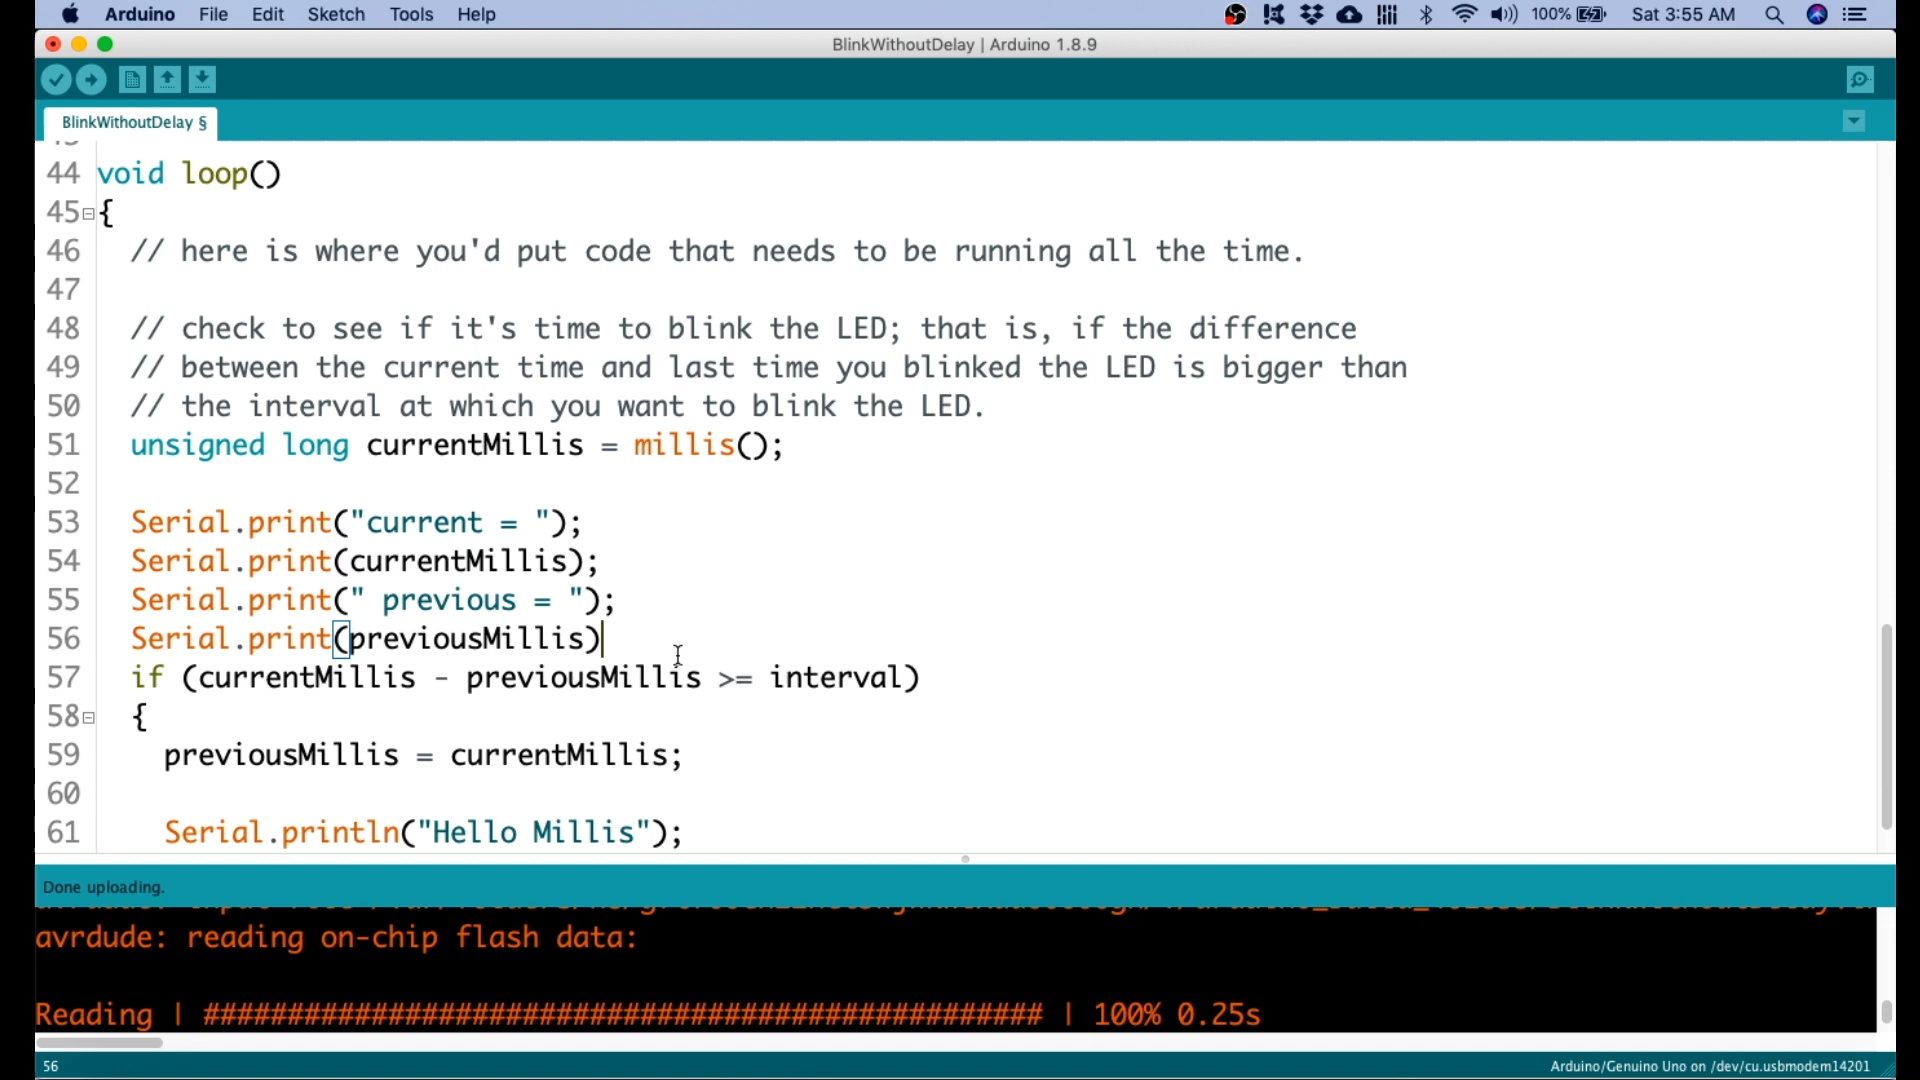 Arduino File Edit Sketch Tools Help 100% Sat 3:55 AM
BlinkWithoutDelay | Arduino 1.8.9
BlinkWithoutDelay §
44 void loop()
45 {
46 // here is where you'd put code that needs to be running all the time.
47
48 // check to see if it's time to blink the LED; that is, if the difference
49 // between the current time and last time you blinked the LED is bigger than
50 // the interval at which you want to blink the LED.
51 unsigned long currentMillis = millis();
52
53 Serial.print("current = ");
54 Serial.print(currentMillis);
55 Serial.print(" previous = ");
56 Serial.print(previousMillis)
57 if (currentMillis - previousMillis >= interval)
58 {
59 previousMillis = currentMillis;
60
61 Serial.println("Hello Millis");
Done uploading.
avrdude: reading on-chip flash data:
Reading | ################################################## | 100% 0.25s
56 Arduino/Genuino Uno on /dev/cu.usbmodem14201